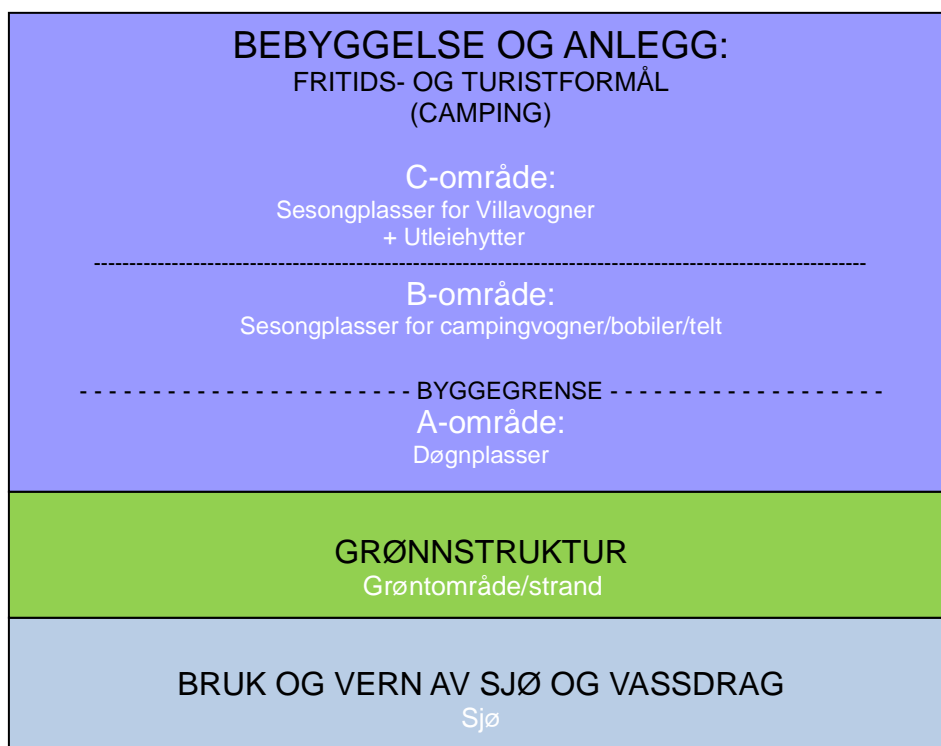 BEBYGGELSE OG ANLEGG:
FRITIDS- OG TURISTFORMÅL
(CAMPING)
C-område:
Sesongplasser for Villavogner
+ Utleiehytter
B-område:
Sesongplasser for campingvogner/bobiler/telt
BYGGEGRENSE
A-område:
Døgnplasser
GRØNNSTRUKTUR
Grøntområde/strand
BRUK OG VERN AV SJØ OG VASSDRAG
Sjø